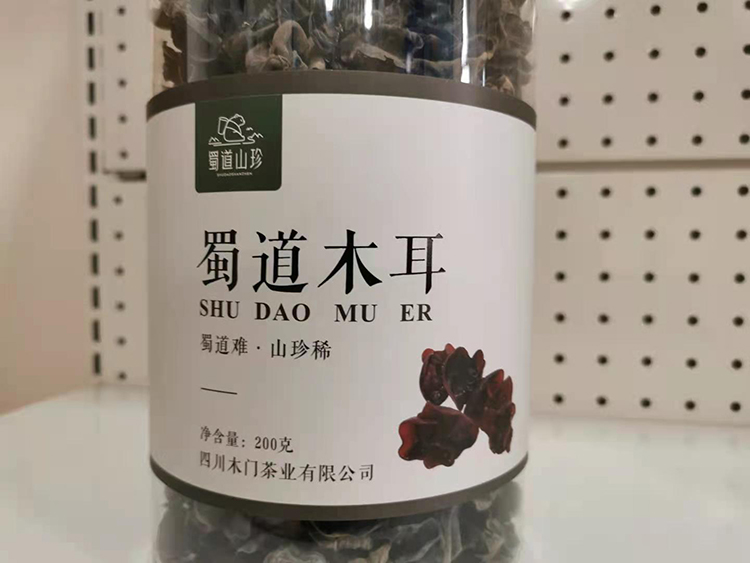 蜀道山珍
蜀道木耳
SHU DAO MU ER
蜀道难·山珍稀
净含量：200克
四川木门茶业有限公司